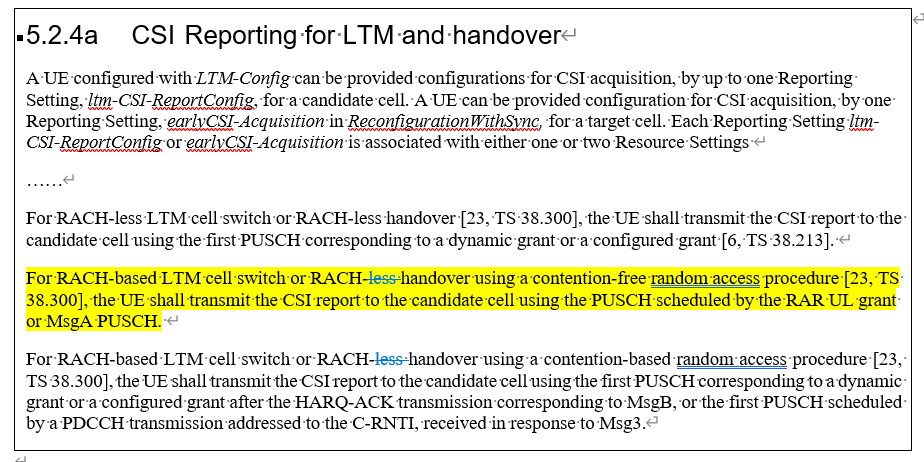 5.2.4a CSI Reporting for LTM and handover
A UE configured with LTM-Config can be provided configurations for CSI acquisition, by up to one Reporting
Setting, ltm-CSI-ReportConfig, for a candidate cell. A UE can be provided configuration for CSI acquisition, by one
Reporting Setting, earlyCSI-Acquisition in ReconfigurationWithSync, for a target cell. Each Reporting Setting ltm-
CSI-ReportConfig or earlyCSI-Acquisition is associated with either one or two Resource Settings
……
For RACH-less LTM cell switch or RACH-less handover [23, TS 38.300], the UE shall transmit the CSI report to the
candidate cell using the first PUSCH corresponding to a dynamic grant or a configured grant [6, TS 38.213].
For RACH-based LTM cell switch or RACH-less handover using a contention-free random access procedure [23, TS
38.300], the UE shall transmit the CSI report to the candidate cell using the PUSCH scheduled by the RAR UL grant
or MsgA PUSCH.
For RACH-based LTM cell switch or RACH-less handover using a contention-based random access procedure [23,
TS 38.300], the UE shall transmit the CSI report to the candidate cell using the first PUSCH corresponding to a dynamic
grant or a configured grant after the HARQ-ACK transmission corresponding to MsgB, or the first PUSCH scheduled
by a PDCCH transmission addressed to the C-RNTI, received in response to Msg3.